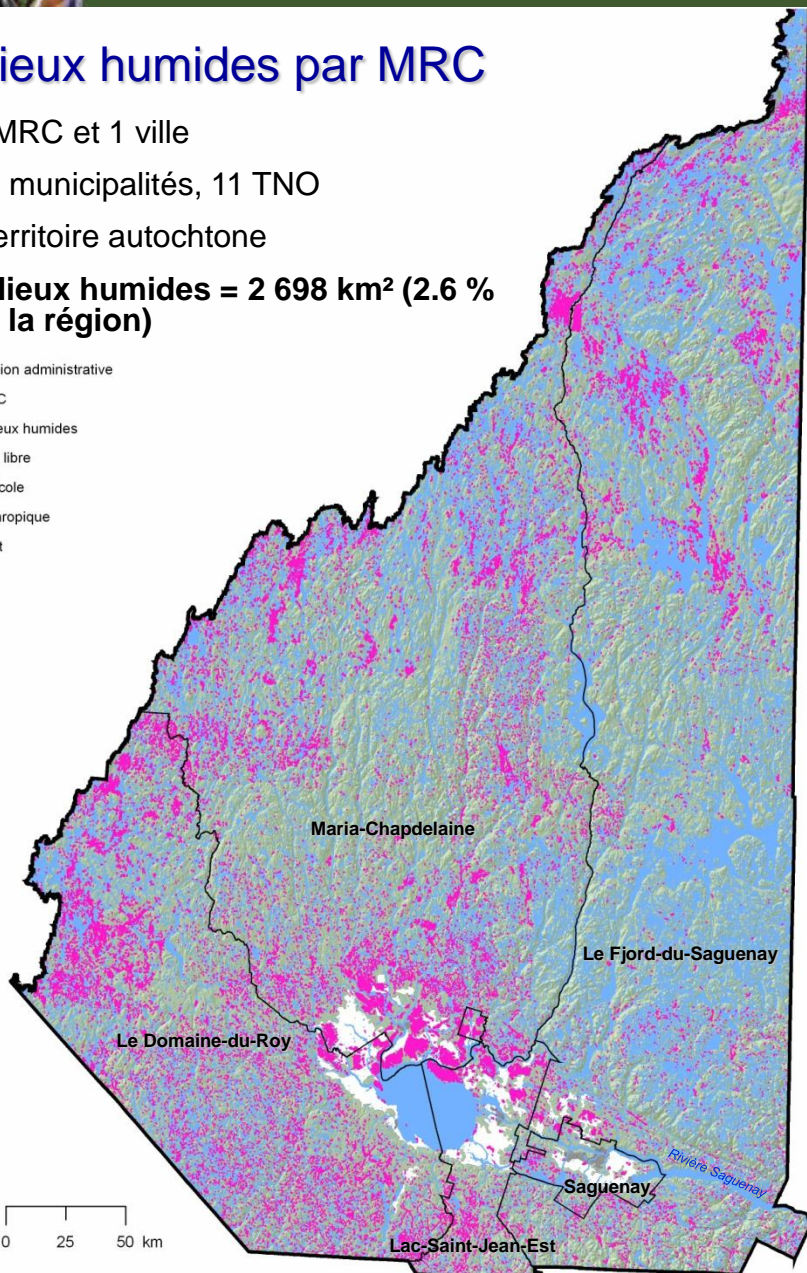 ieux humides par MRC
MRC et 1 ville
municipalités, 11 TNO
erritoire autochtone
lieux humides = 2 698 km² (2.6 %
la région)
ion administrative
C
eux humides
libre
cole
nropique
t
Maria-Chapdelaine
Le Fjord-du-Saguenay
Le Domaine-du-Roy
Rivière Saguenay
Saguenay
Lac-Saint-Jean-Est
0 25 50 km